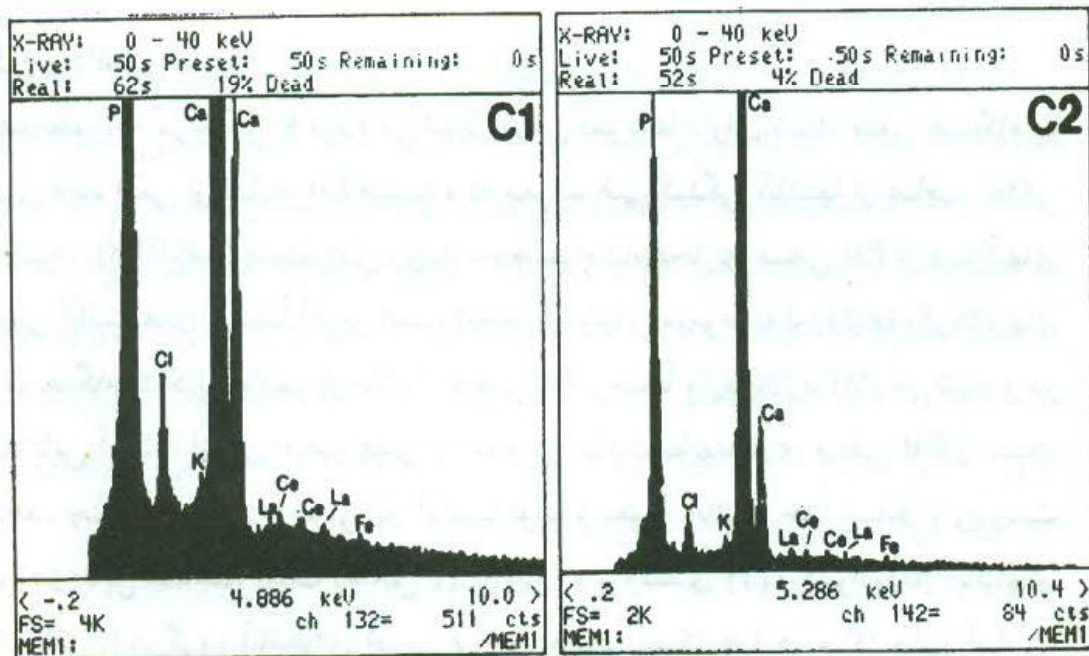 X-RAY: 0 - 40 keV
Live: 50s Preset: 50s Remaining: 0s
Real: 62s 19% Dead
C1
P
Ca
Ca
Cl
K
La
Ce
Ce
La
Fe
< -.2 4.886 keV 10.0 >
FS= 4K ch 132= 511 cts
MEM1: /MEM1
X-RAY: 0 - 40 keV
Live: 50s Preset: 50s Remaining: 0s
Real: 52s 4% Dead
C2
P
Ca
Ca
Cl
K
La
Ce
Ce
La
Fe
< .2 5.286 keV 10.4 >
FS= 2K ch 142= 84 cts
MEM1: /MEM1